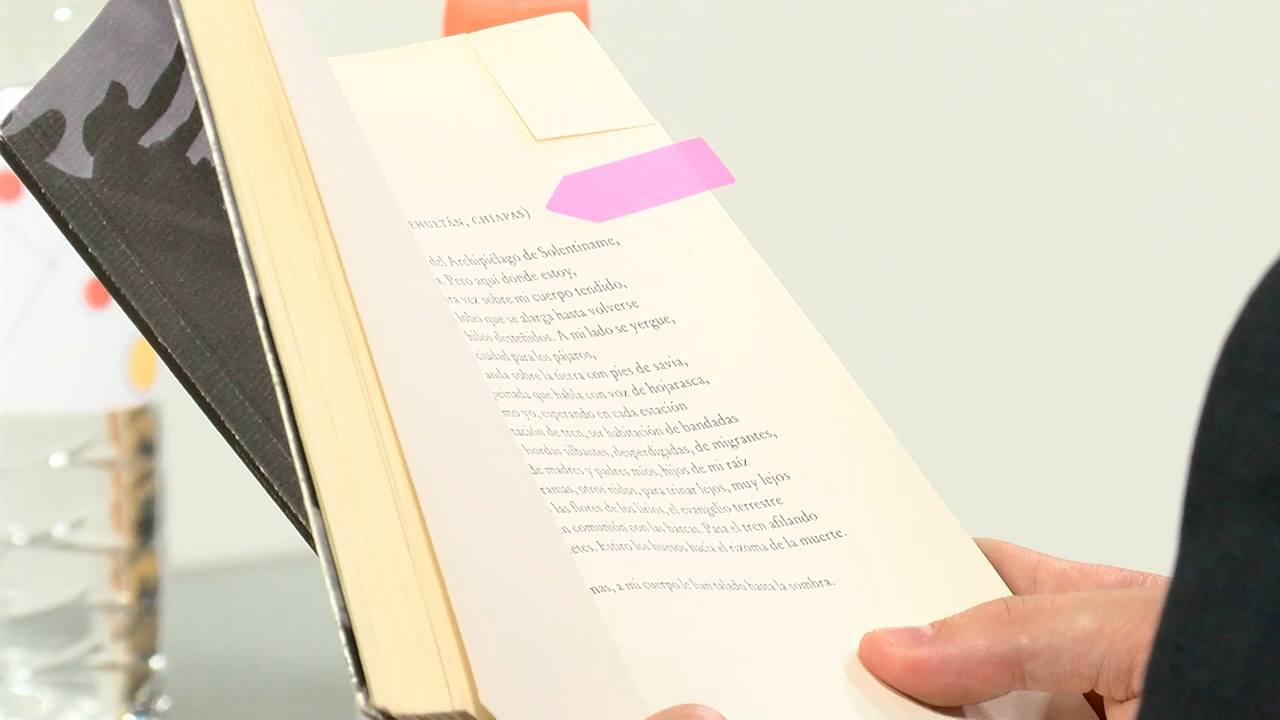 EHUETÁN, CHIAPAS)
del Archipiélago de Solentiname,
a. Pero aquí donde estoy,
ra vez sobre mi cuerpo tendido,
lobo que se alarga hasta volverse
hilos desteñidos. A mi lado se yergue,
ciudad para los pájaros,
anda sobre la tierra con pies de savia,
peinada que habla con voz de hojarasca,
mo yo, esperando en cada estación
tación de tren, ser habitación de bandadas
hordas silbantes, desperdigadas, de migrantes,
de madres y padres míos, hijos de mi raíz
ramas, otros nidos, para trinar lejos, muy lejos
las flores de los lirios, el evangelio terrestre
n comunión con las barcas. Pasa el tren afilando
etes. Estiro los huesos hacia el rizoma de la muerte.
nas, a mi cuerpo le han talado hasta la sombra.